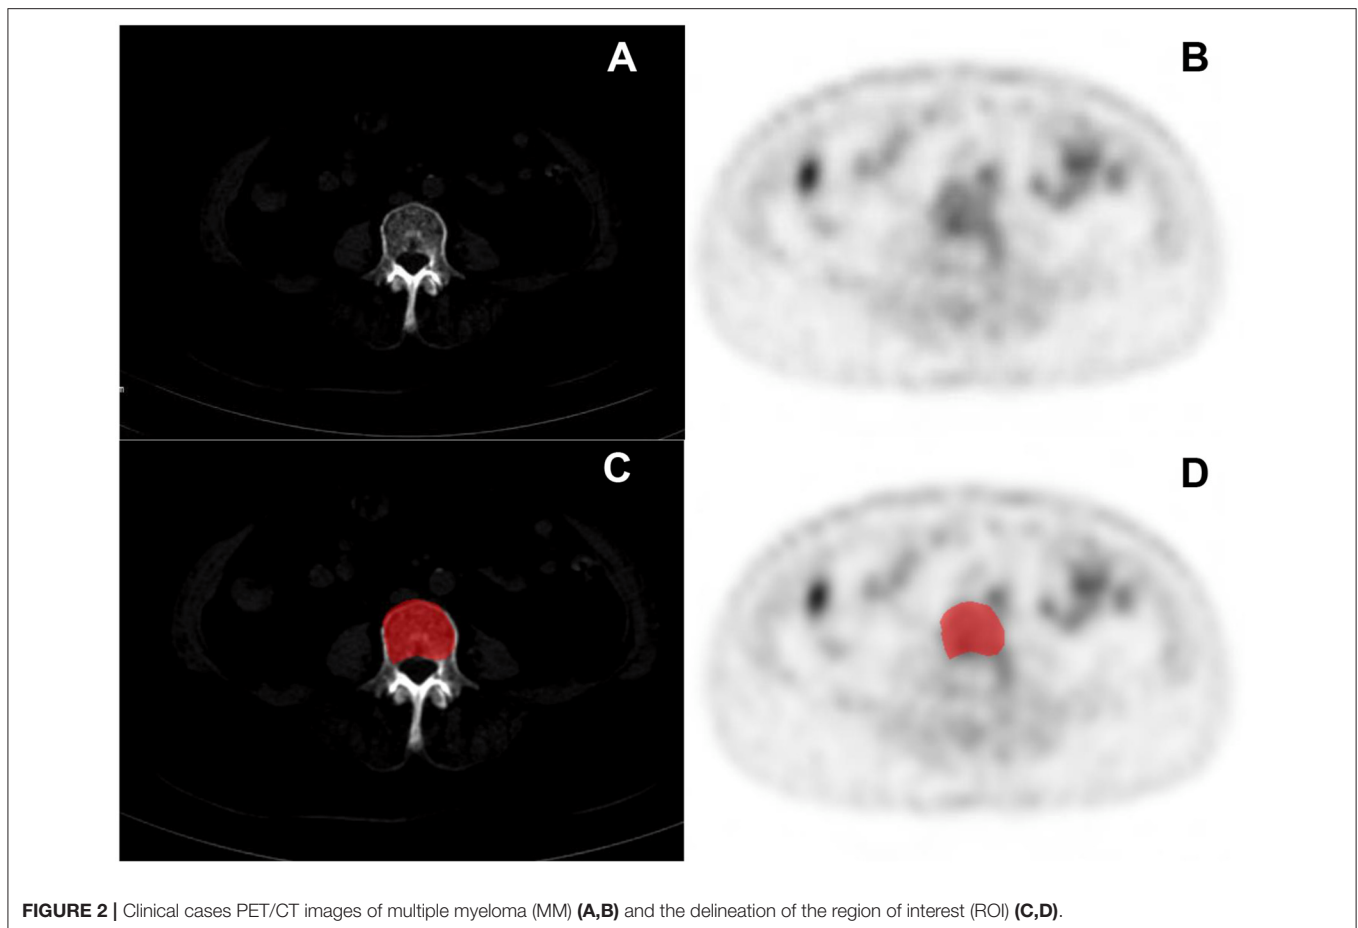 A
B
C
D
FIGURE 2 | Clinical cases PET/CT images of multiple myeloma (MM) (A,B) and the delineation of the region of interest (ROI) (C,D).